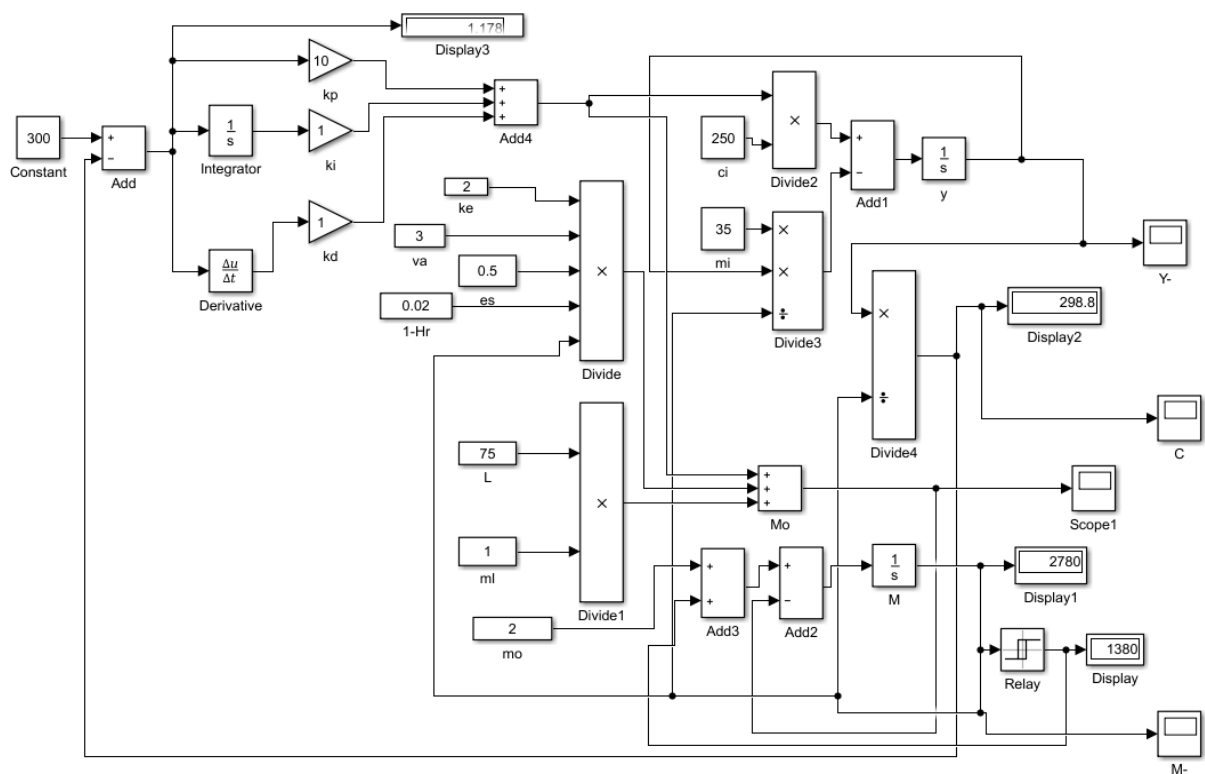 1.178
Display3
10
kp
+
+
+
Add4
300
Constant
+
−
Add
1
s
Integrator
1
ki
Δu
Δt
Derivative
1
kd
2
ke
3
va
0.5
es
0.02
1-Hr
×
Divide
250
ci
×
Divide2
+
−
Add1
1
s
y
35
mi
×
×
÷
Divide3
Y-
×
÷
Divide4
298.8
Display2
C
75
L
1
ml
×
Divide1
+
+
+
Mo
Scope1
2
mo
+
+
Add3
+
−
Add2
1
s
M
2780
Display1
Relay
1380
Display
M-